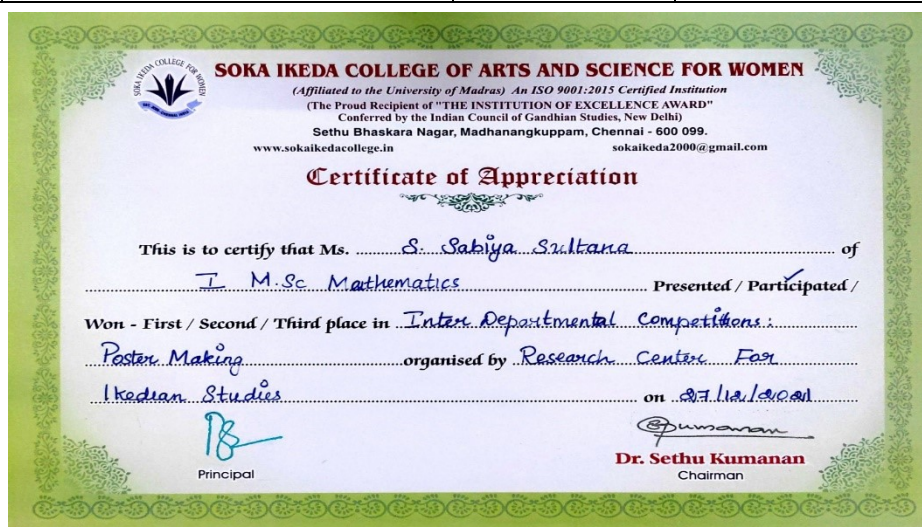 SOKA IKEDA COLLEGE FOR WOMEN
SOKA IKEDA COLLEGE OF ARTS AND SCIENCE FOR WOMEN
(Affiliated to the University of Madras) An ISO 9001:2015 Certified Institution
(The Proud Recipient of "THE INSTITUTION OF EXCELLENCE AWARD"
Conferred by the Indian Council of Gandhian Studies, New Delhi)
Sethu Bhaskara Nagar, Madhanangkuppam, Chennai - 600 099.
www.sokaikedacollege.in sokaikeda2000@gmail.com
Certificate of Appreciation
This is to certify that Ms. S. Sabiya Sultana of
I M.Sc Mathematics Presented / Participated /
Won - First / Second / Third place in Inter Departmental Competitions:
Poster Making organised by Research Center For
Ikedian Studies on 27/12/2021
Principal
Dr. Sethu Kumanan
Chairman